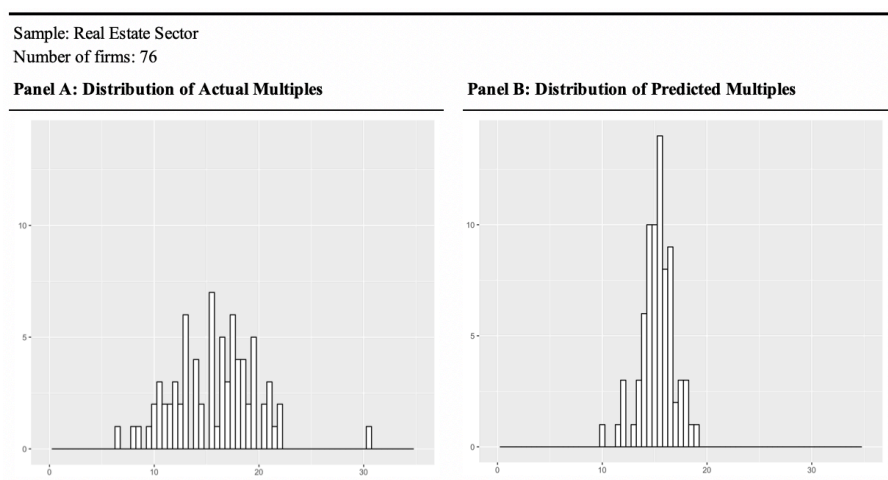 Sample: Real Estate Sector
Number of firms: 76
Panel A: Distribution of Actual Multiples
Panel B: Distribution of Predicted Multiples
10
5
0
0 10 20 30
10
5
0
0 10 20 30